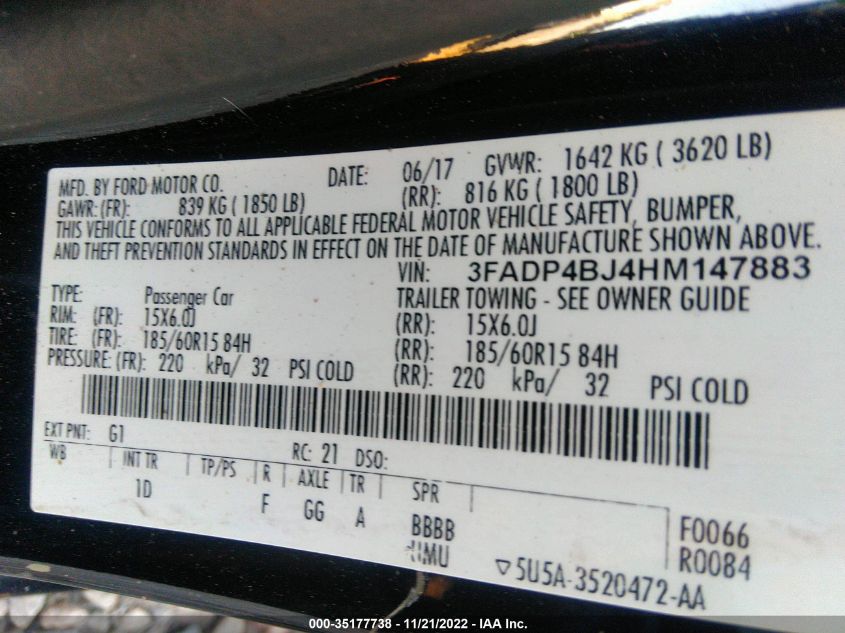 MFD. BY FORD MOTOR CO. DATE: 06/17 GVWR: 1642 KG ( 3620 LB)
GAWR: (FR): 839 KG ( 1850 LB) (RR): 816 KG ( 1800 LB)
THIS VEHICLE CONFORMS TO ALL APPLICABLE FEDERAL MOTOR VEHICLE SAFETY, BUMPER,
AND THEFT PREVENTION STANDARDS IN EFFECT ON THE DATE OF MANUFACTURE SHOWN ABOVE.
VIN: 3FADP4BJ4HM147883
TYPE: Passenger Car TRAILER TOWING - SEE OWNER GUIDE
RIM: (FR): 15X6.0J (RR): 15X6.0J
TIRE: (FR): 185/60R15 84H (RR): 185/60R15 84H
PRESSURE: (FR): 220 kPa/ 32 PSI COLD (RR): 220 kPa/ 32 PSI COLD
EXT PNT: G1 RC: 21 DSO:
WB INT TR TP/PS R AXLE TR SPR
1D F GG A BBBB F0066
R0084
▽5U5A-3520472-AA
000-35177738 - 11/21/2022 - IAA Inc.